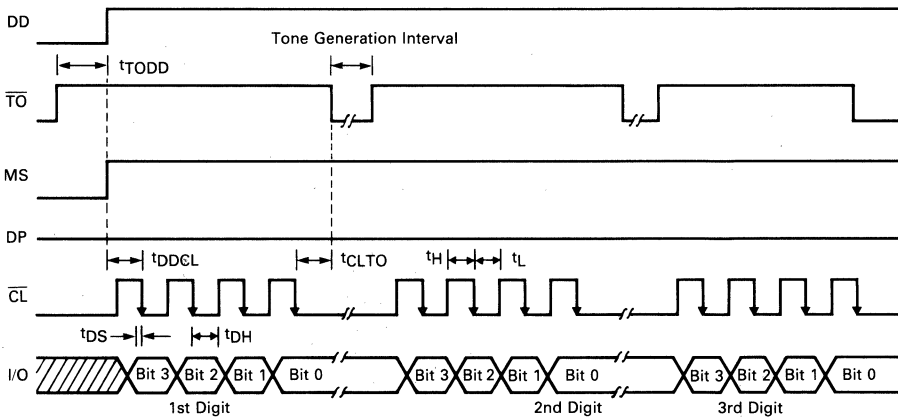 DD
Tone Generation Interval
tTODD
TO
MS
DP
tDDCL
tCLTO
tH
tL
CL
tDS
tDH
I/O
Bit 3
Bit 2
Bit 1
Bit 0
Bit 3
Bit 2
Bit 1
Bit 0
Bit 3
Bit 2
Bit 1
Bit 0
1st Digit
2nd Digit
3rd Digit